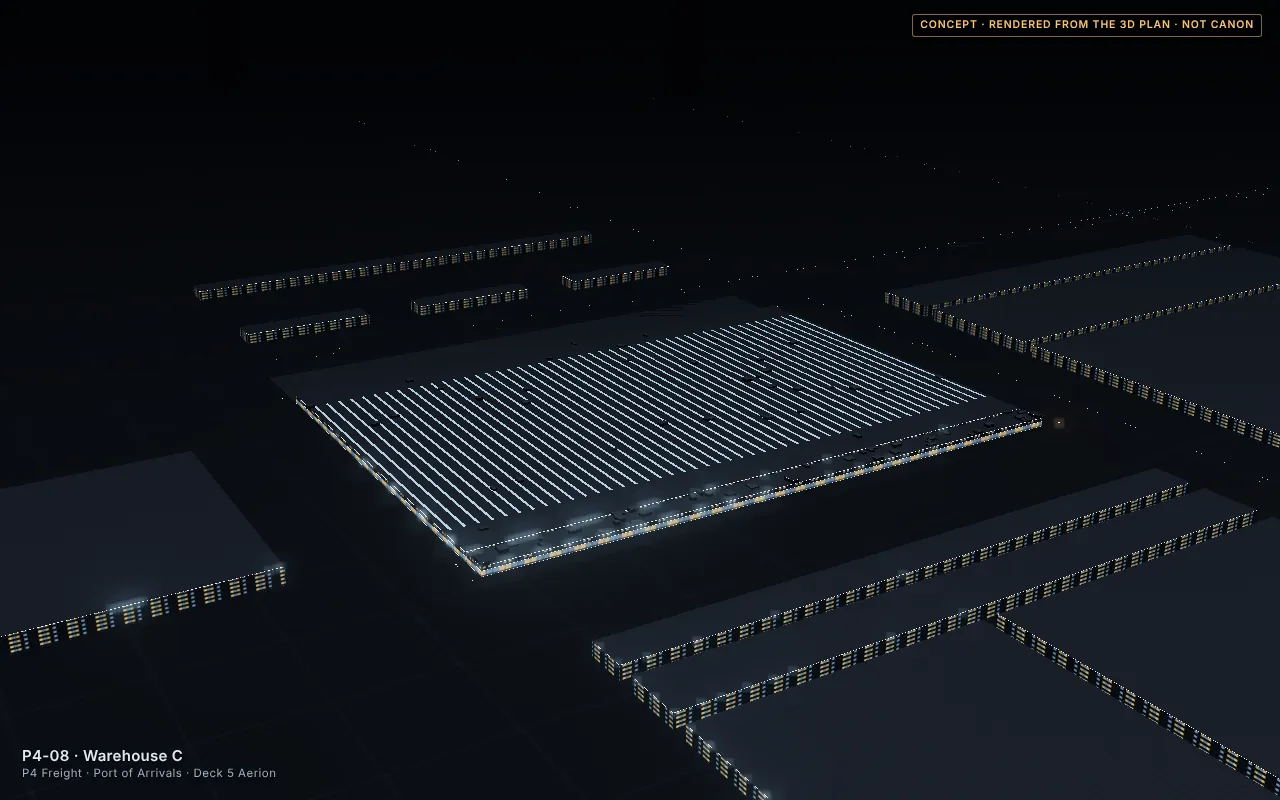 CONCEPT · RENDERED FROM THE 3D PLAN · NOT CANON
P4-08 · Warehouse C
P4 Freight · Port of Arrivals · Deck 5 Aerion